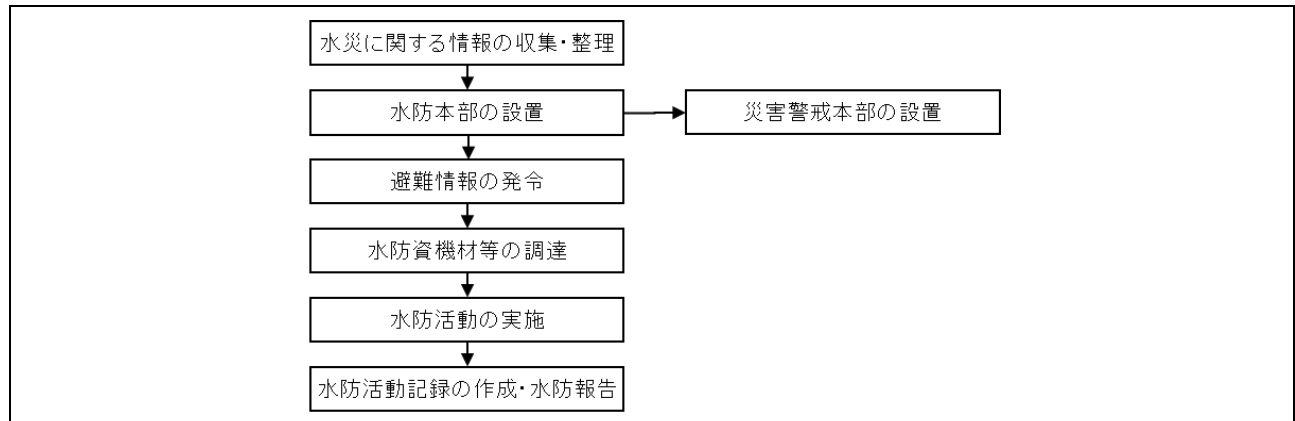 水災に関する情報の収集・整理
水防本部の設置
災害警戒本部の設置
避難情報の発令
水防資機材等の調達
水防活動の実施
水防活動記録の作成・水防報告